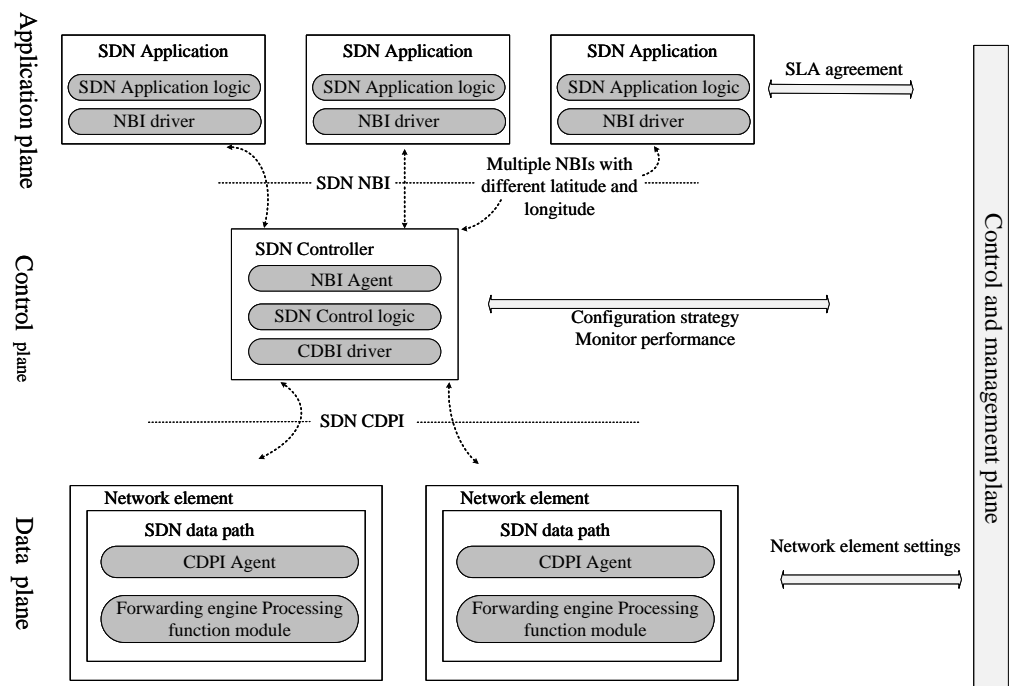 Application plane
SDN Application
SDN Application logic
NBI driver
SDN Application
SDN Application logic
NBI driver
SDN Application
SDN Application logic
NBI driver
SLA agreement
SDN NBI
Multiple NBIs with
different latitude and
longitude
Control plane
SDN Controller
NBI Agent
SDN Control logic
CDBI driver
Configuration strategy
Monitor performance
Control and management plane
SDN CDPI
Data plane
Network element
SDN data path
CDPI Agent
Forwarding engine Processing
function module
Network element
SDN data path
CDPI Agent
Forwarding engine Processing
function module
Network element settings